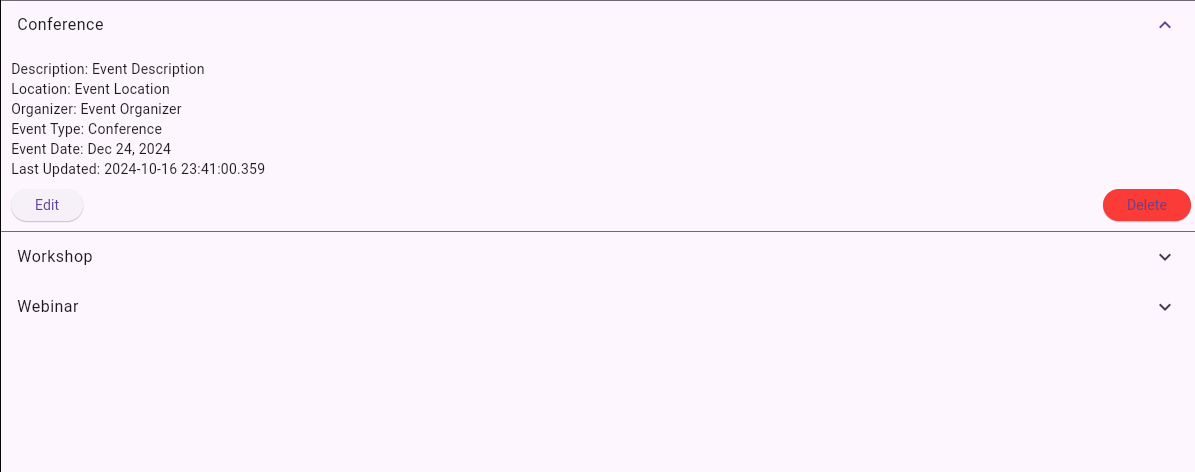 Conference
Description: Event Description
Location: Event Location
Organizer: Event Organizer
Event Type: Conference
Event Date: Dec 24, 2024
Last Updated: 2024-10-16 23:41:00.359
Edit
Delete
Workshop
Webinar